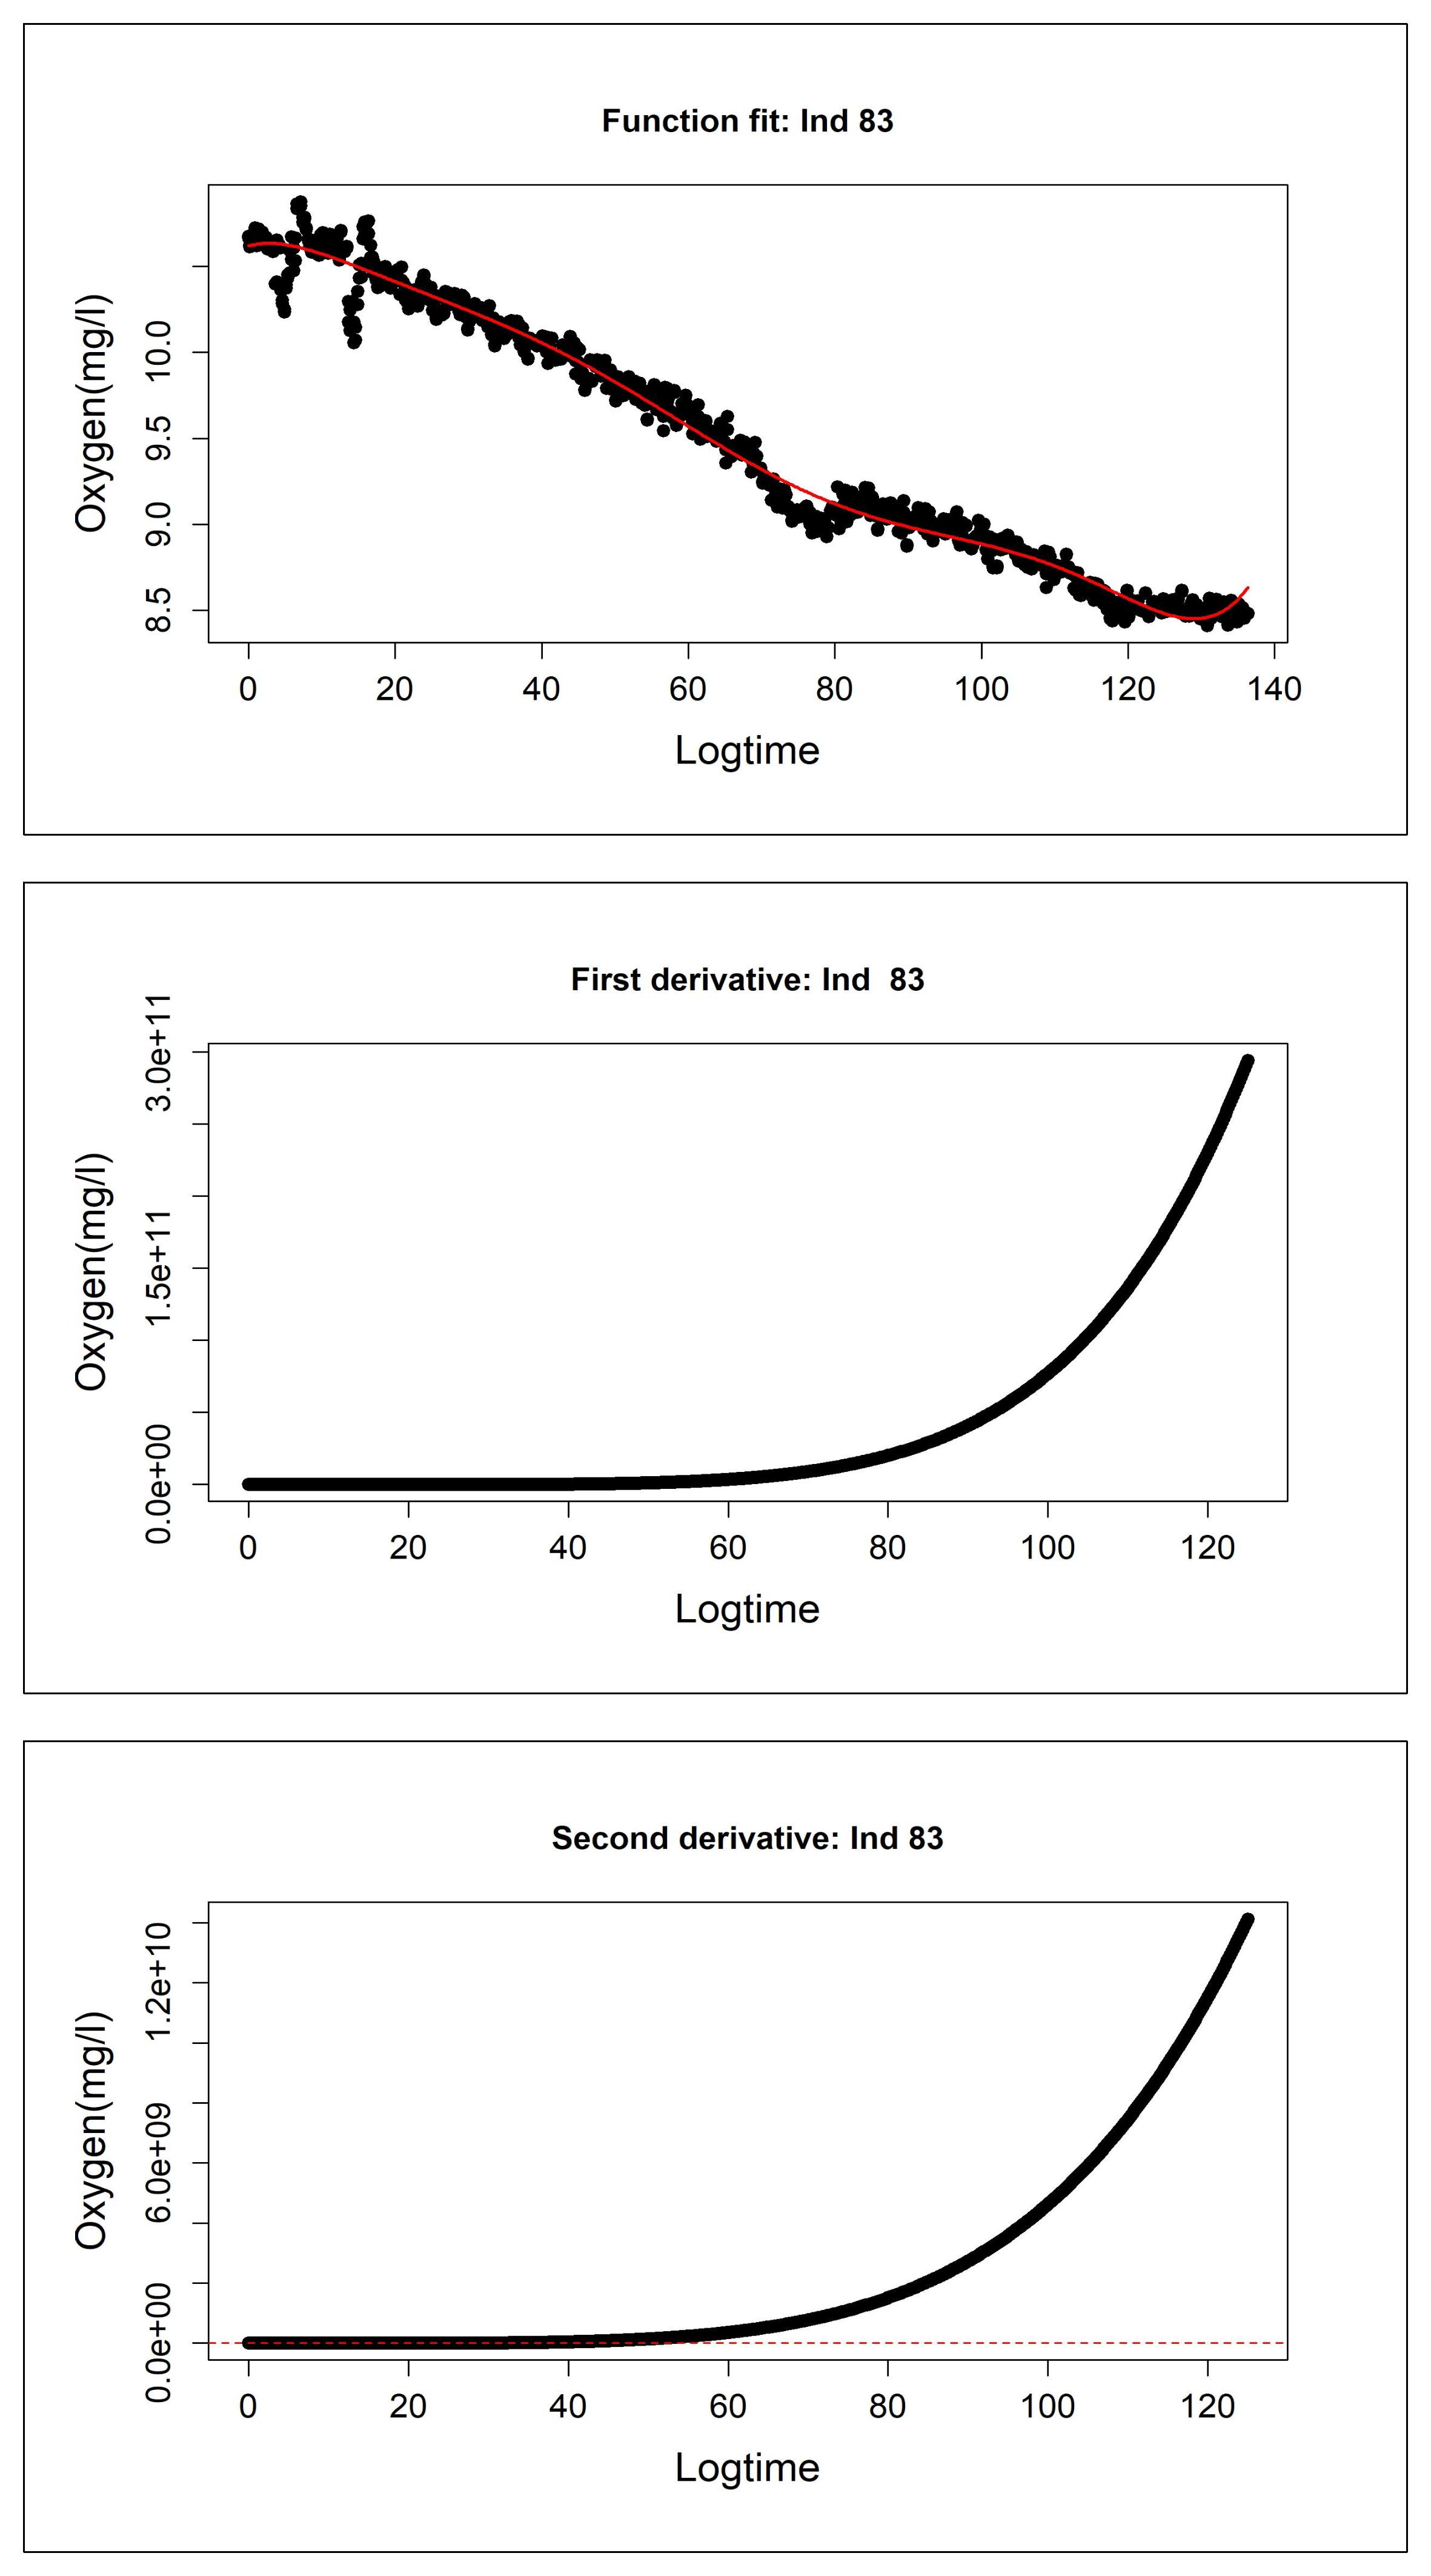 Function fit: Ind 83
Oxygen(mg/l)
10.0
9.5
9.0
8.5
0 20 40 60 80 100 120 140
Logtime
First derivative: Ind  83
Oxygen(mg/l)
3.0e+11
1.5e+11
0.0e+00
0 20 40 60 80 100 120
Logtime
Second derivative: Ind 83
Oxygen(mg/l)
1.2e+10
6.0e+09
0.0e+00
0 20 40 60 80 100 120
Logtime